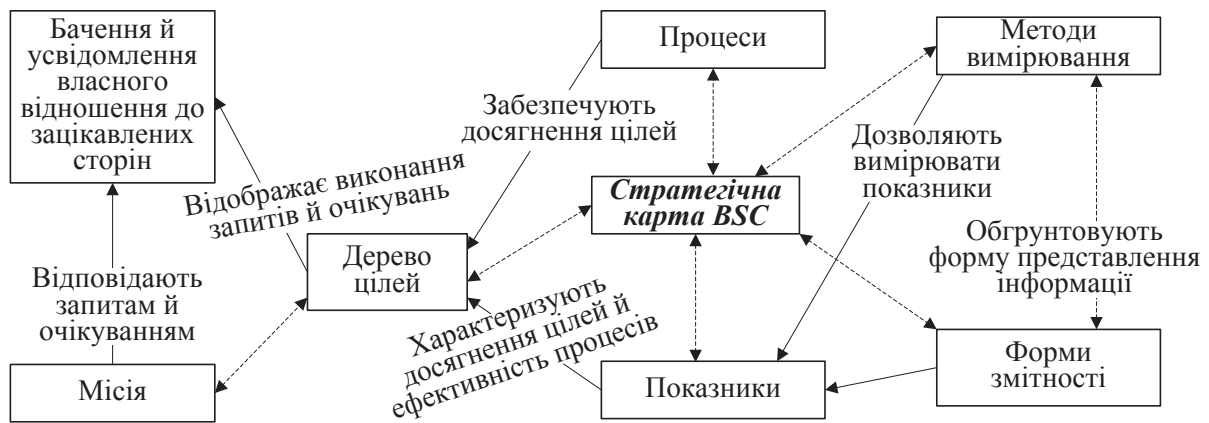 Бачення й
усвідомлення
власного
відношення до
зацікавлених
сторін
Процеси
Методи
вимірювання
Забезпечують
досягнення цілей
Дозволяють
вимірювати
показники
Відображає виконання
запитів й очікувань
Стратегічна
карта BSC
Дерево
цілей
Обгрунтовують
форму представлення
інформації
Відповідають
запитам й
очікуванням
Характеризують
досягнення цілей й
ефективність процесів
Місія
Показники
Форми
змітності